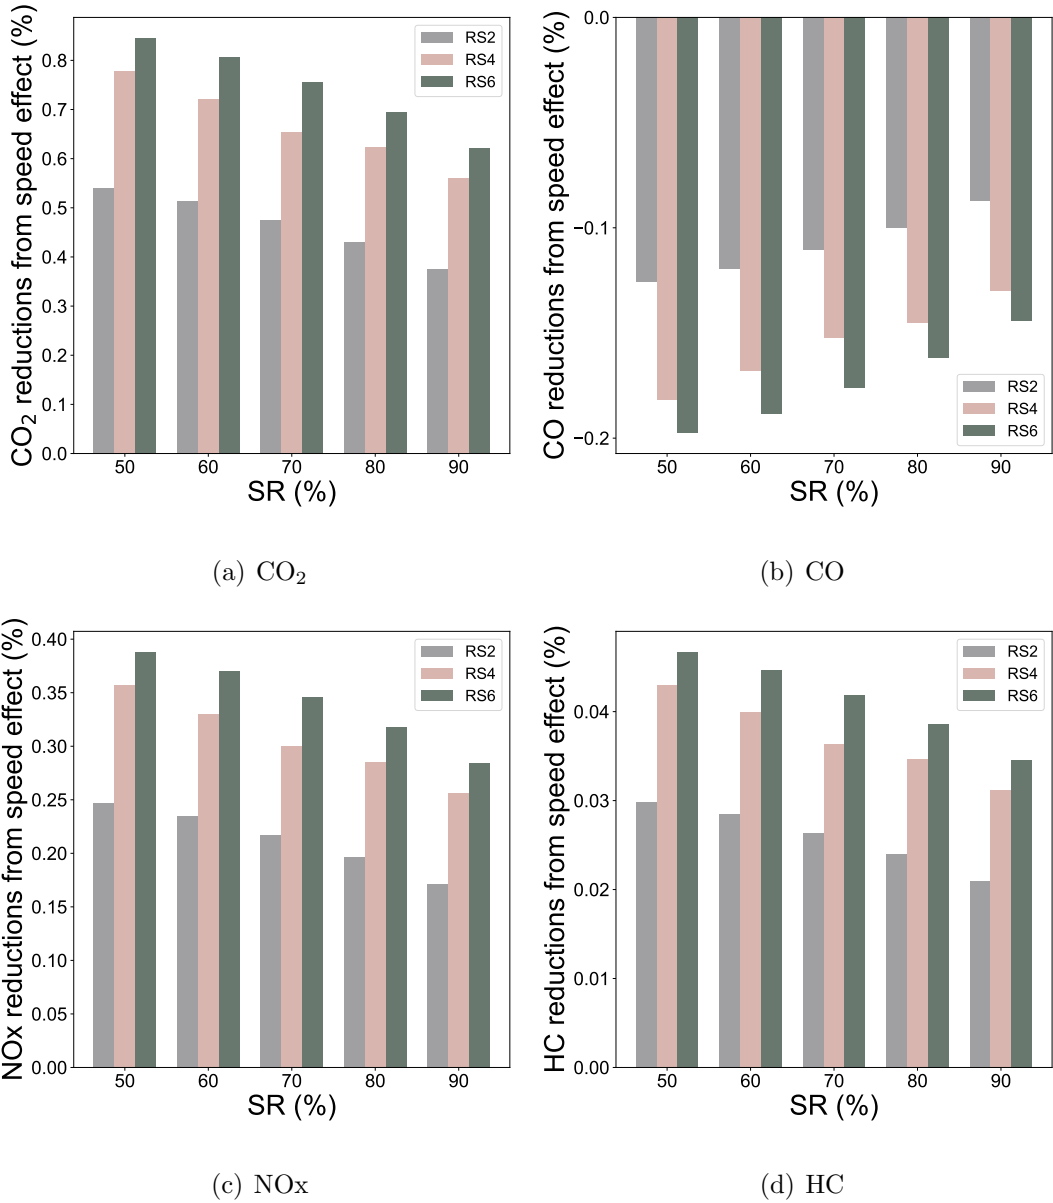 CO2 reductions from speed effect (%)
0.8
0.7
0.6
0.5
0.4
0.3
0.2
0.1
0.0
50 60 70 80 90
SR (%)
RS2
RS4
RS6
(a) CO2
CO reductions from speed effect (%)
0.0
−0.1
−0.2
50 60 70 80 90
SR (%)
RS2
RS4
RS6
(b) CO
NOx reductions from speed effect (%)
0.40
0.35
0.30
0.25
0.20
0.15
0.10
0.05
0.00
50 60 70 80 90
SR (%)
RS2
RS4
RS6
(c) NOx
HC reductions from speed effect (%)
0.04
0.03
0.02
0.01
0.00
50 60 70 80 90
SR (%)
RS2
RS4
RS6
(d) HC